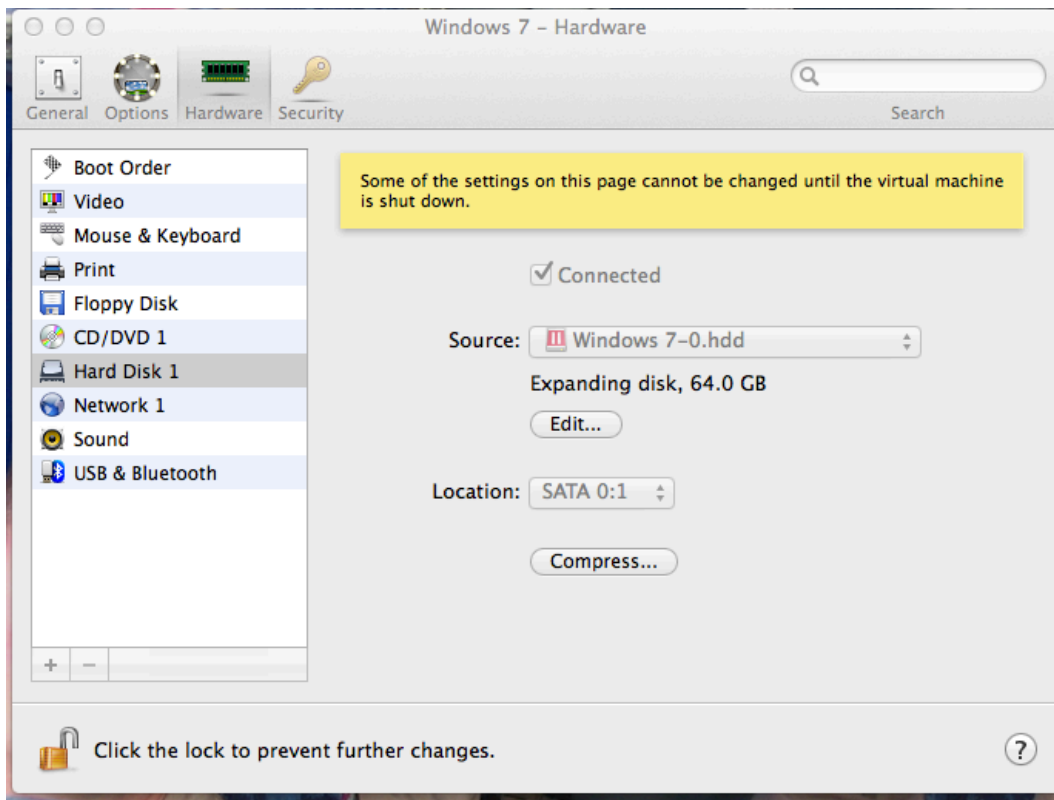 Windows 7 – Hardware
General Options Hardware Security
Search
Boot Order
Video
Mouse & Keyboard
Print
Floppy Disk
CD/DVD 1
Hard Disk 1
Network 1
Sound
USB & Bluetooth
+ −
Some of the settings on this page cannot be changed until the virtual machine
is shut down.
Connected
Source: Windows 7-0.hdd
Expanding disk, 64.0 GB
Edit...
Location: SATA 0:1
Compress...
Click the lock to prevent further changes.
?